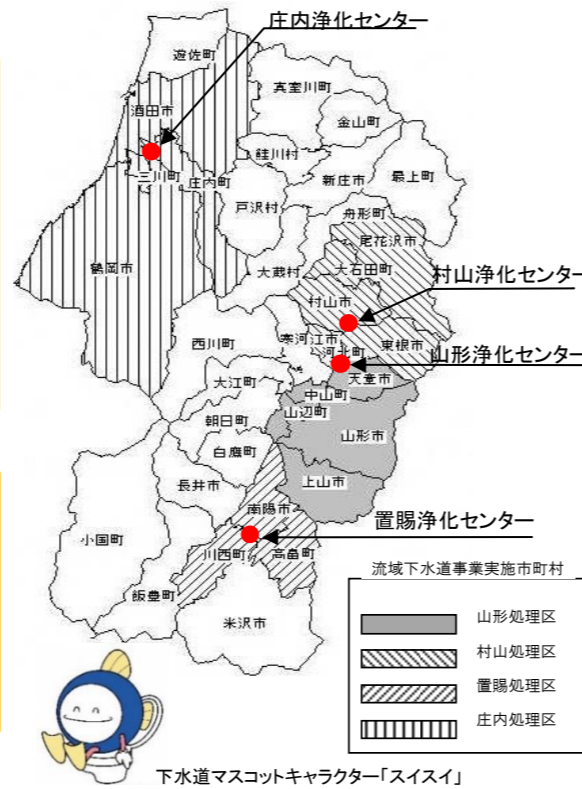 庄内浄化センター
遊佐町
真室川町
酒田市
金山町
鮭川村
三川町
庄内町
新庄市
最上町
戸沢村
舟形町
尾花沢市
鶴岡市
大蔵村
大石田町
村山浄化センター
村山市
西川町
寒河江市
東根市
河北町
山形浄化センター
大江町
天童市
中山町
朝日町
山辺町
山形市
白鷹町
長井市
上山市
南陽市
置賜浄化センター
小国町
川西町
高畠町
飯豊町
米沢市
流域下水道事業実施市町村
山形処理区
村山処理区
置賜処理区
庄内処理区
下水道マスコットキャラクター「スイスイ」